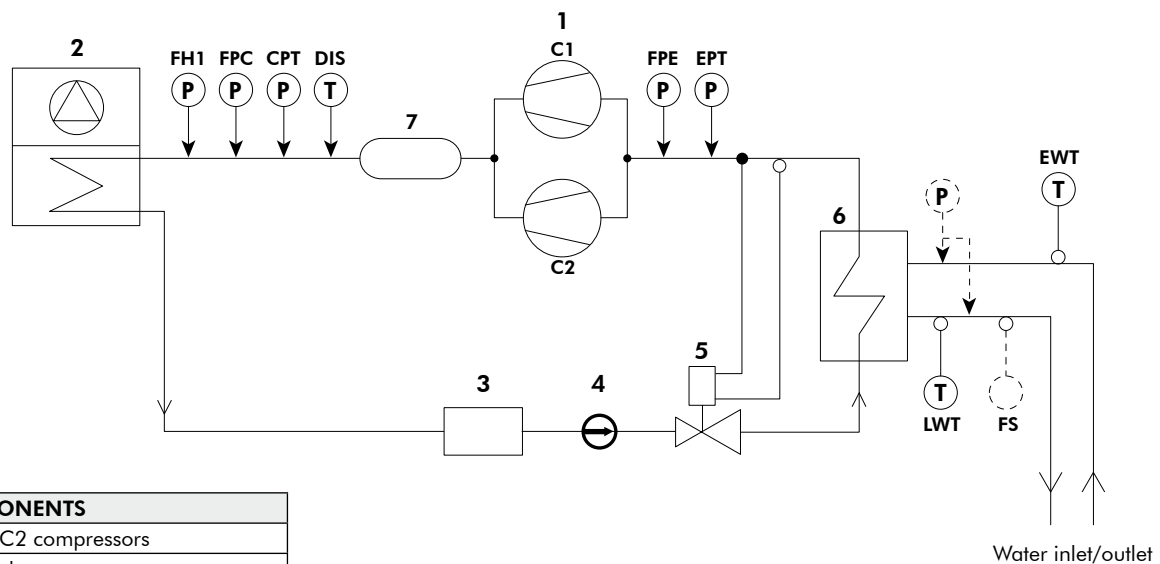 1
2
C1
FH1 FPC CPT DIS
FPE EPT
P P P T
P P
7
EWT
T
P
6
C2
5
3
4
T
LWT FS
ONENTS
C2 compressors
Water inlet/outlet